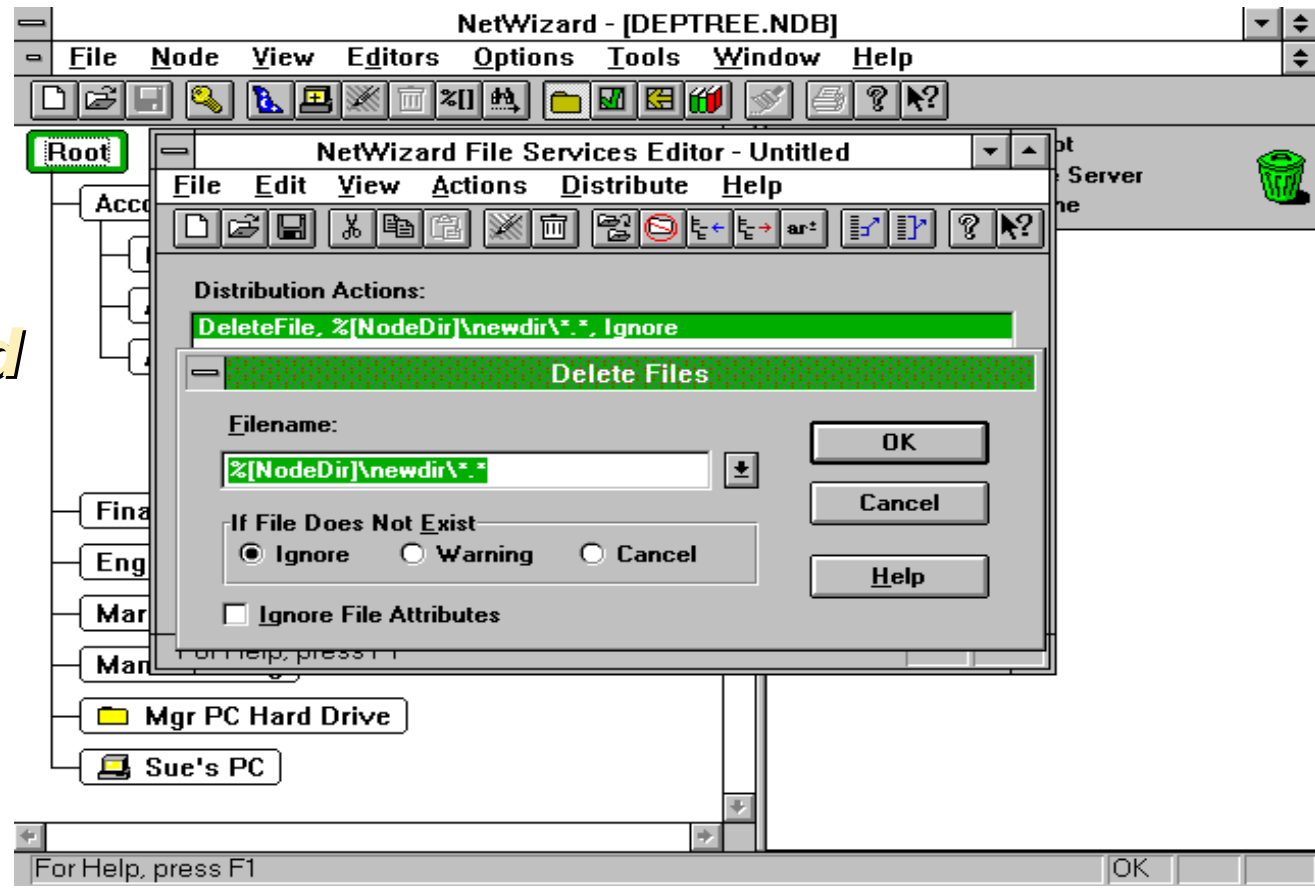 NetWizard - [DEPTREE.NDB]
File Node View Editors Options Tools Window Help
%[]
Root
NetWizard File Services Editor - Untitled
Server
File Edit View Actions Distribute Help
ar±
Distribution Actions:
DeleteFile, %[NodeDir]\newdir\*.*, Ignore
Delete Files
Filename:
OK
%[NodeDir]\newdir\*.*
Cancel
If File Does Not Exist
Ignore Warning Cancel
Help
Ignore File Attributes
For Help, press F1
Mgr PC Hard Drive
Sue's PC
For Help, press F1
OK